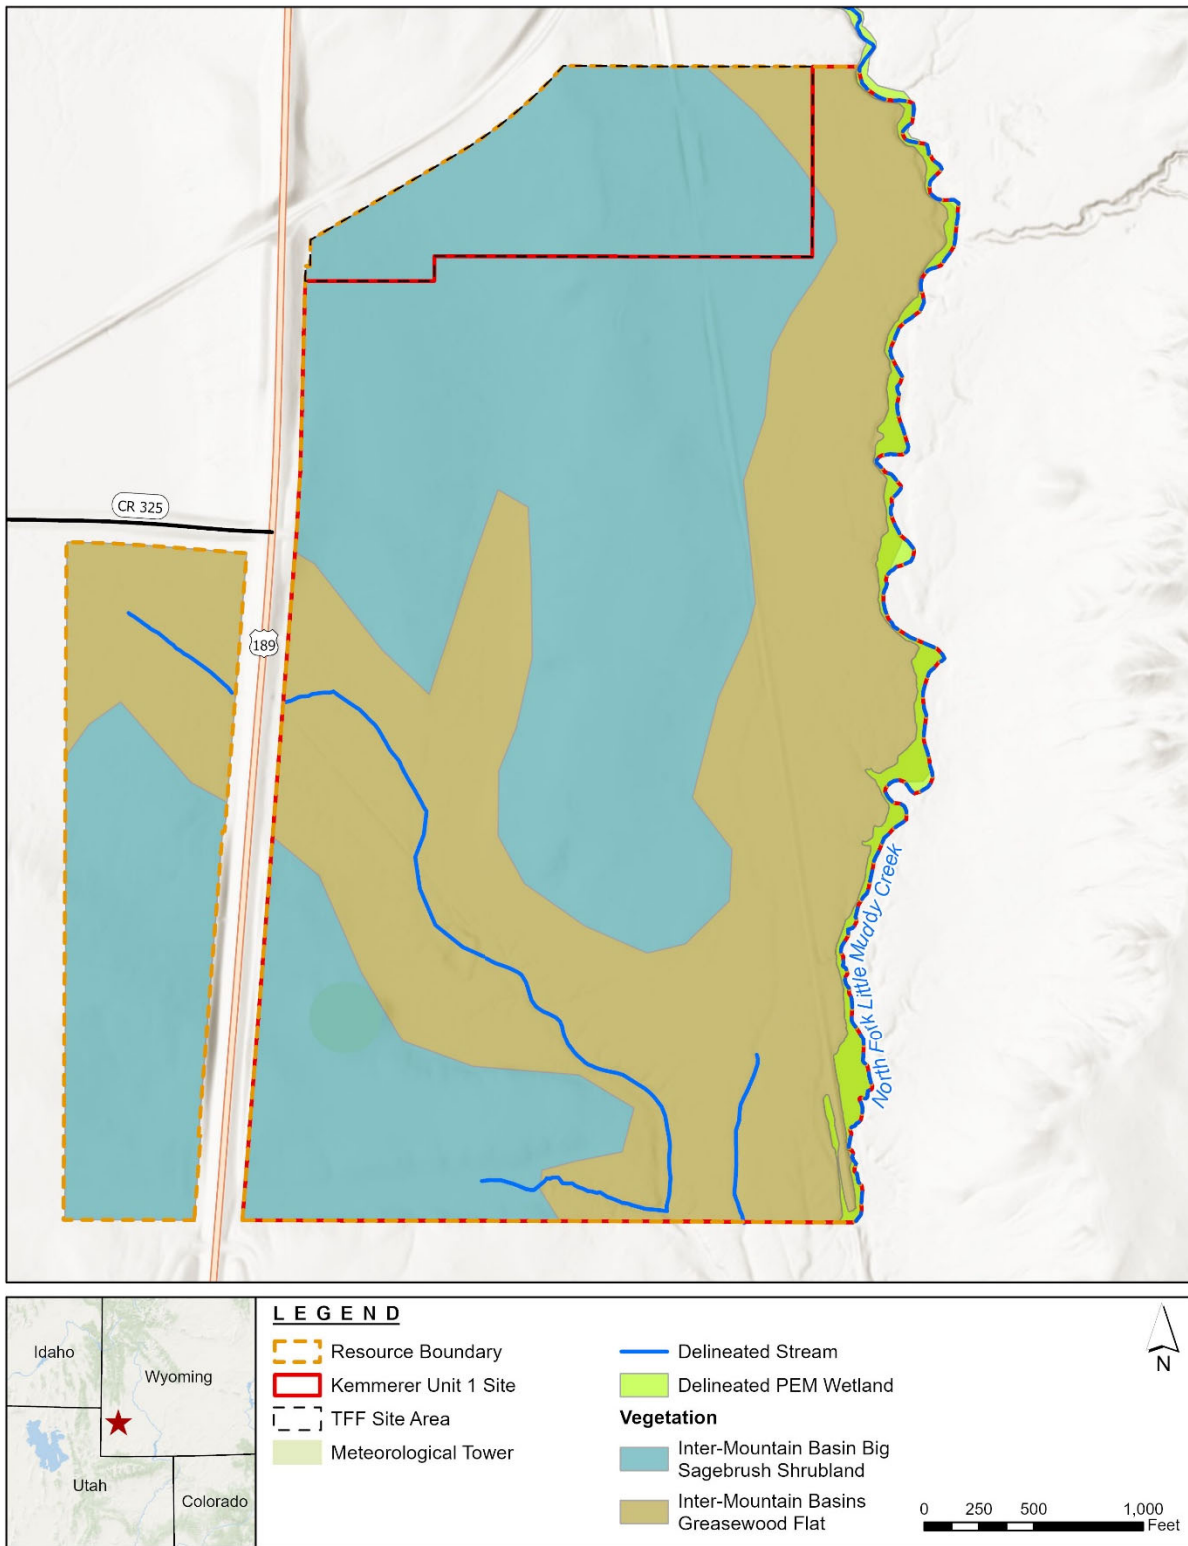 CR 325
189
North Fork Little Muddy Creek
Idaho
Wyoming
Utah
Colorado
LEGEND
Resource Boundary
Kemmerer Unit 1 Site
TFF Site Area
Meteorological Tower
Delineated Stream
Delineated PEM Wetland
Vegetation
Inter-Mountain Basin Big
Sagebrush Shrubland
Inter-Mountain Basins
Greasewood Flat
N
0 250 500 1,000
Feet